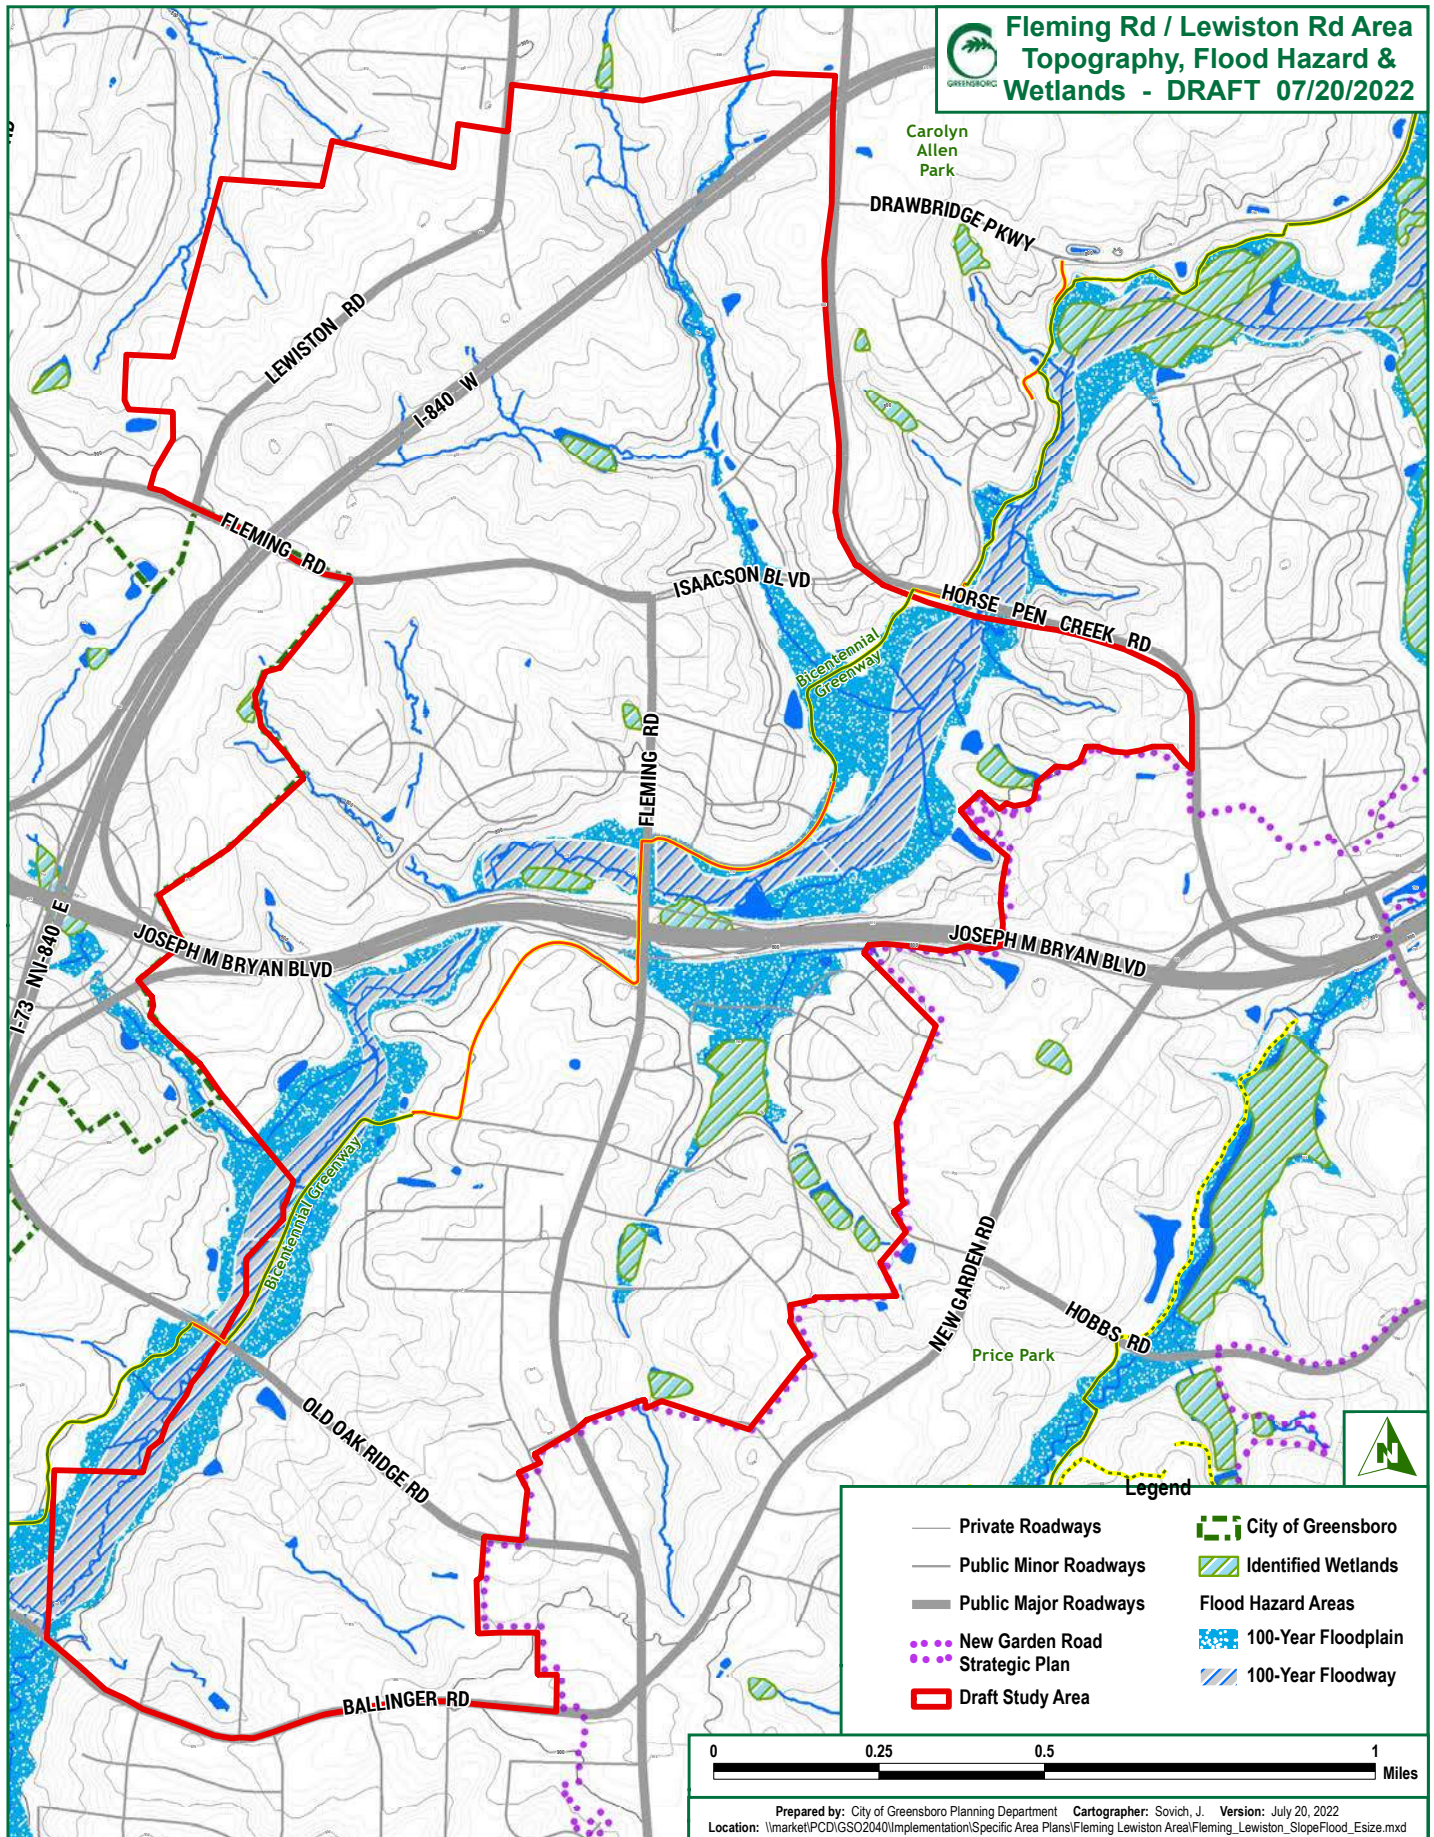 Fleming Rd / Lewiston Rd Area
Topography, Flood Hazard &
Wetlands - DRAFT 07/20/2022
GREENSBORO
Carolyn
Allen
Park
DRAWBRIDGE PKWY
LEWISTON RD
I-840 W
FLEMING RD
ISAACSON BLVD
HORSE PEN CREEK RD
Bicentennial
Greenway
FLEMING RD
I-73 N\I-840 E
JOSEPH M BRYAN BLVD
JOSEPH M BRYAN BLVD
Bicentennial Greenway
NEW GARDEN RD
HOBBS RD
Price Park
OLD OAK RIDGE RD
BALLINGER RD
N
Legend
Private Roadways
Public Minor Roadways
Public Major Roadways
New Garden Road
Strategic Plan
Draft Study Area
City of Greensboro
Identified Wetlands
Flood Hazard Areas
100-Year Floodplain
100-Year Floodway
0 0.25 0.5 1
Miles
Prepared by: City of Greensboro Planning Department Cartographer: Sovich, J. Version: July 20, 2022
Location: \\market\PCD\GSO2040\Implementation\Specific Area Plans\Fleming Lewiston Area\Fleming_Lewiston_SlopeFlood_Esize.mxd